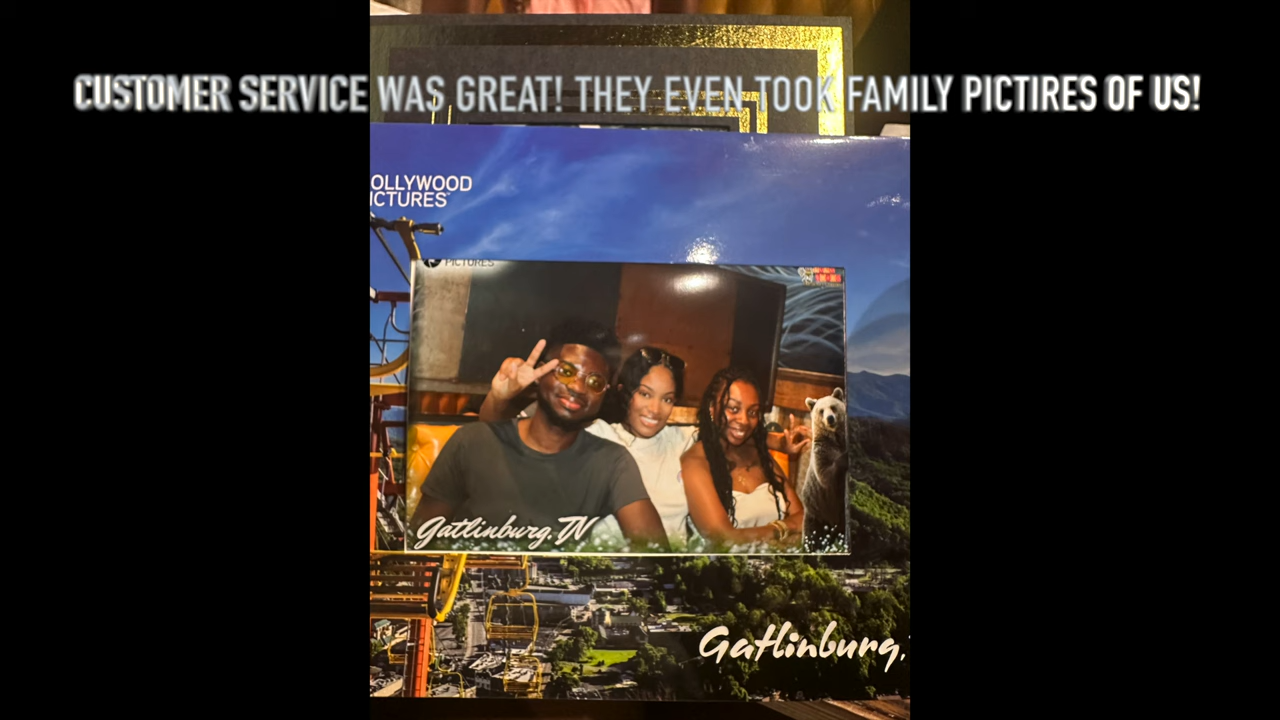 CUSTOMER SERVICE WAS GREAT! THEY EVEN TOOK FAMILY PICTIRES OF US!
OLLYWOOD
ICTURES
PICTURES
Gatlinburg, TN
Gatlinburg,